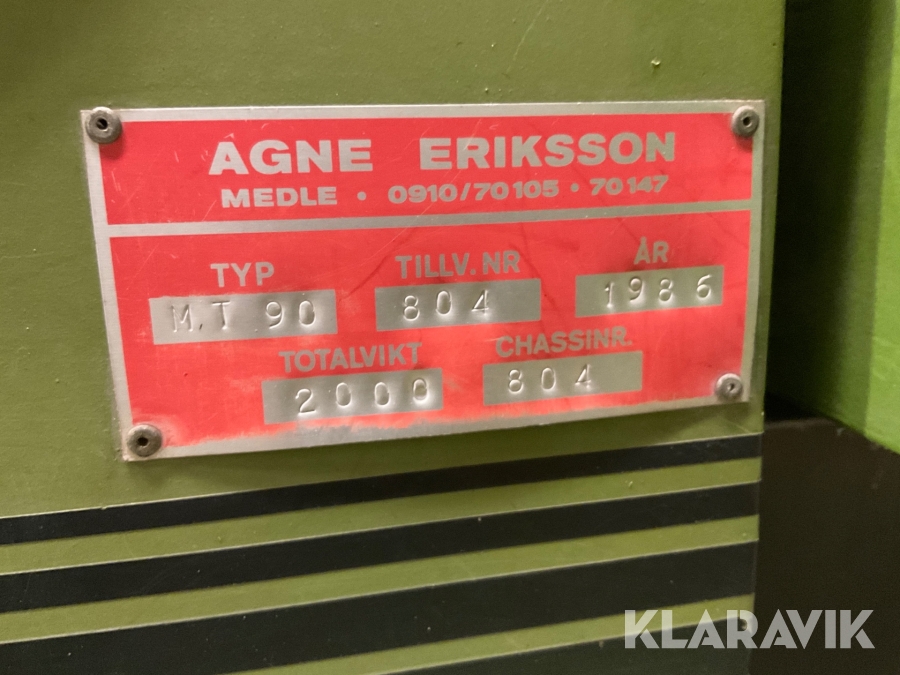 AGNE ERIKSSON
MEDLE • 0910/70105 • 70147
TYP TILLV.NR ÅR
M.T 90 804 1986
TOTALVIKT CHASSINR.
2000 804
KLARAVIK